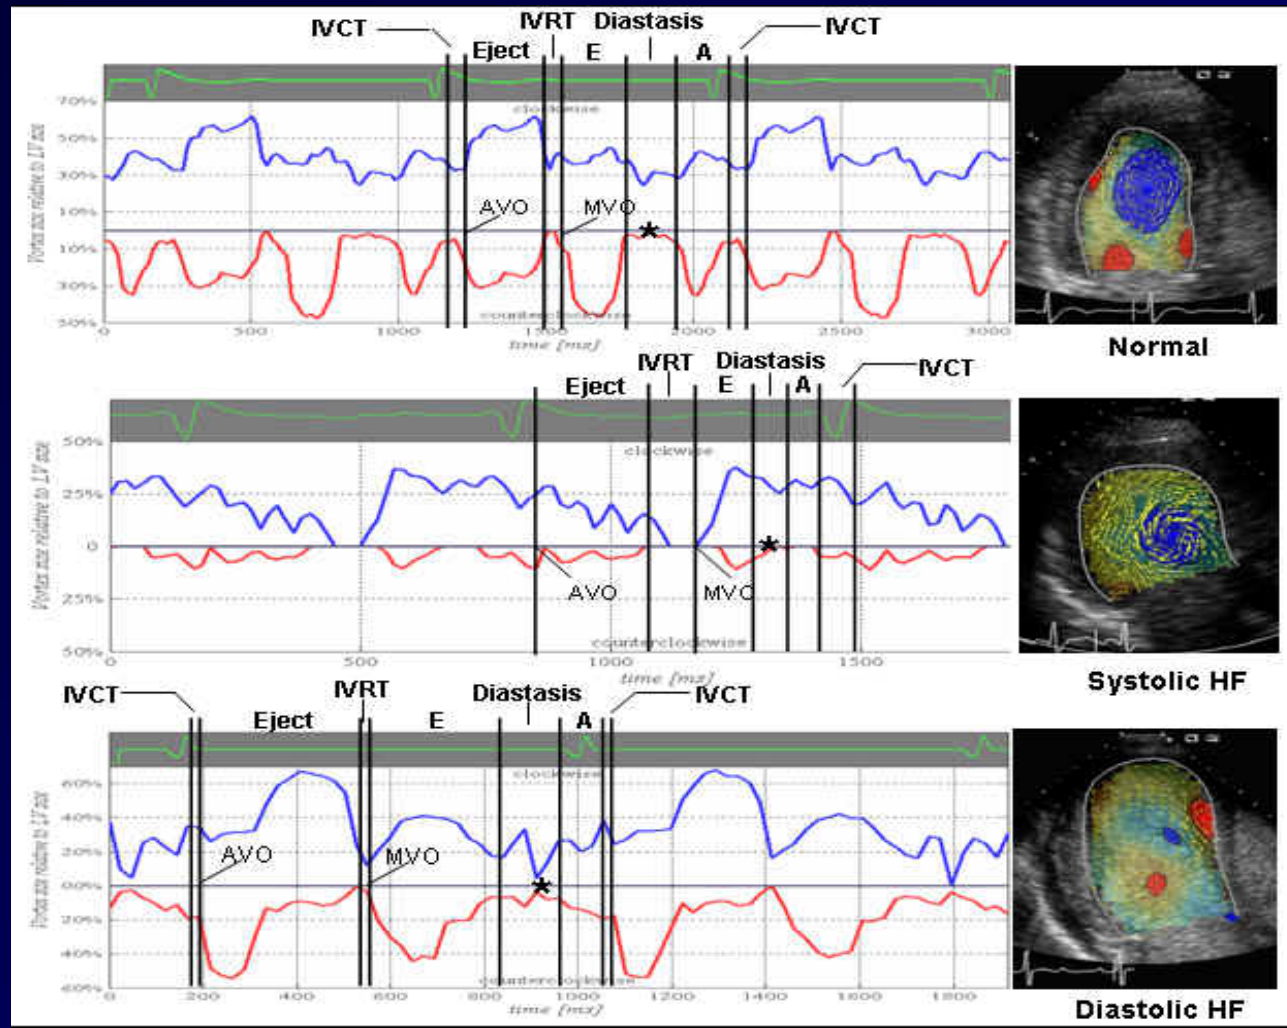 IVCT IVRT Diastasis IVCT
Eject E A
70%
clockwise
50%
30%
10%
AVO MVO
*
10%
30%
counterclockwise
50%
0 500 1000 1500 2000 2500 3000
time [ms]
Vortex size relative to LV size
Normal
IVRT Diastasis IVCT
Eject E A
50%
clockwise
25%
0
*
AVO MVO
25%
counterclockwise
50%
0 500 1000 1500
time [ms]
Vortex size relative to LV size
Systolic HF
IVCT IVRT Diastasis IVCT
Eject E A
clockwise
60%
40%
20%
AVO MVO
00%
*
20%
40%
counterclockwise
60%
0 200 400 600 800 1000 1200 1400 1600 1800
time [ms]
Vortex size relative to LV size
Diastolic HF